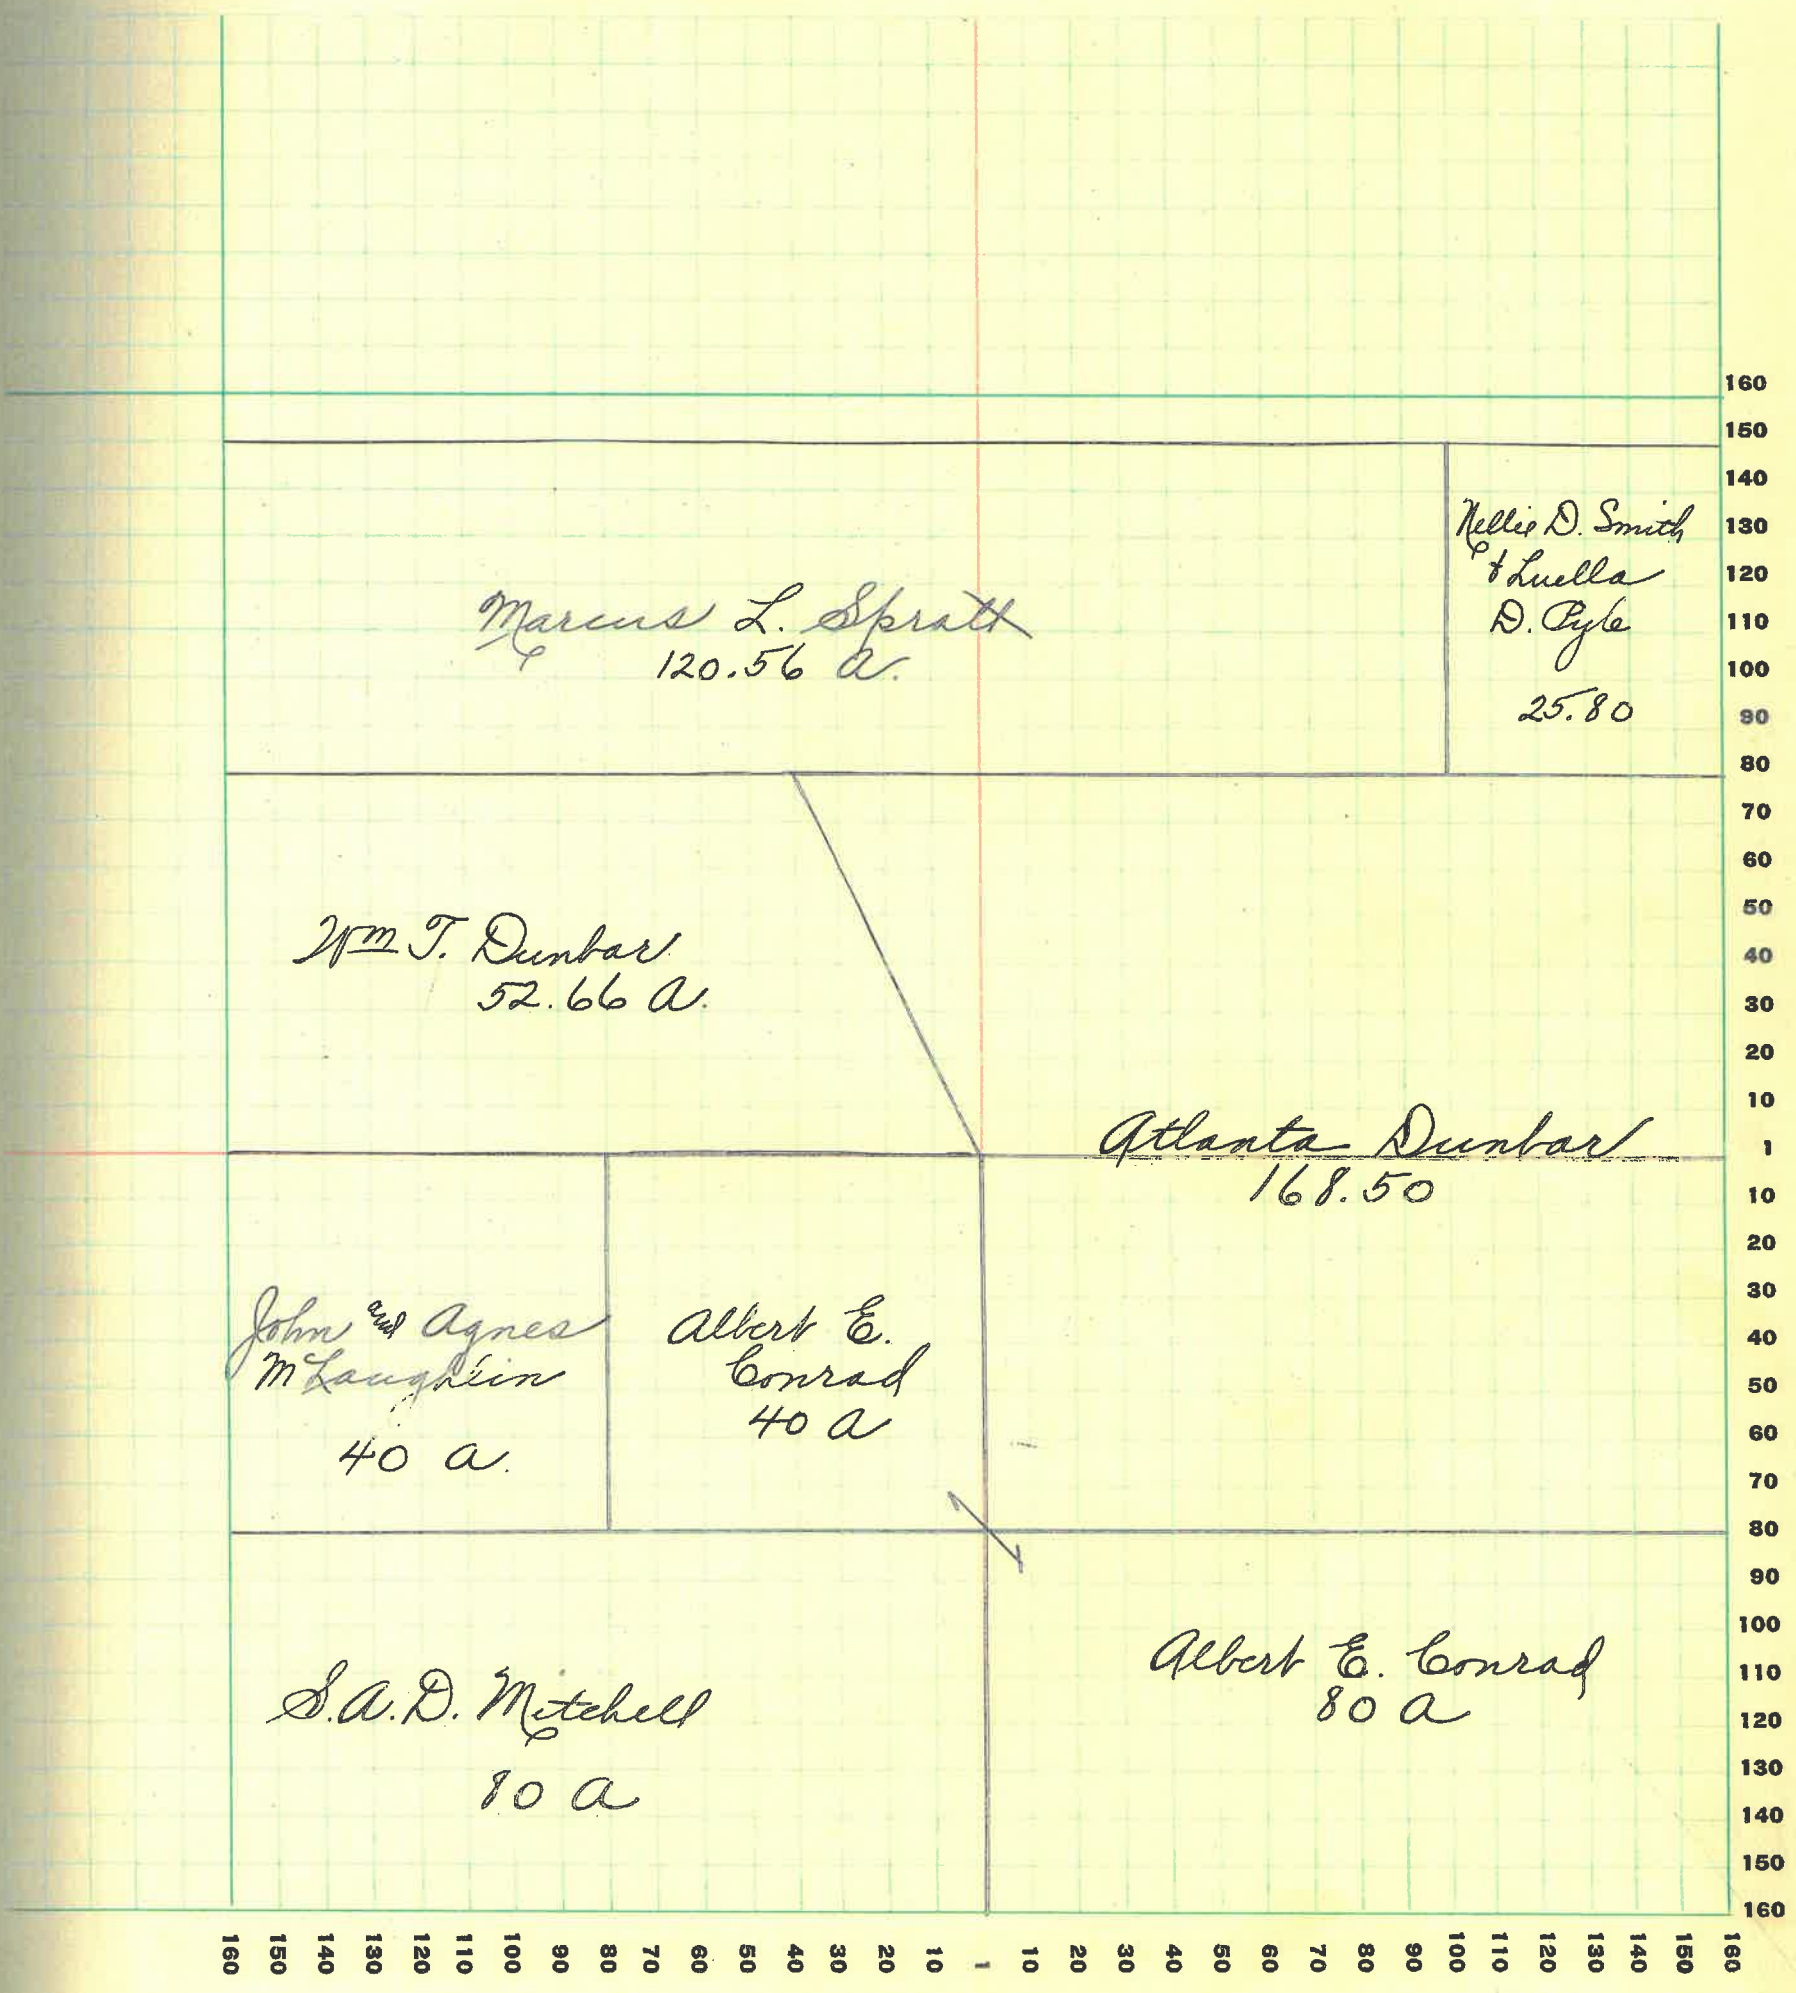 160
150
140
Nellie D. Smith
130
& Luella
120
D. Pyle
110
Marcus L. Spratt
120.56 a.
100
25.80
90
80
70
60
50
Wm T. Dunbar
40
52.66 a.
30
20
10
Atlanta Dunbar
1
168.50
10
20
30
John and Agnes
McLaughlin
40 a.
Albert E.
Conrad
40 a
40
50
60
70
80
90
100
Albert E. Conrad
80 a
110
S.A.D. Mitchell
80 a
120
130
140
150
160
160 150 140 130 120 110 100 90 80 70 60 50 40 30 20 10 1 10 20 30 40 50 60 70 80 90 100 110 120 130 140 150 160